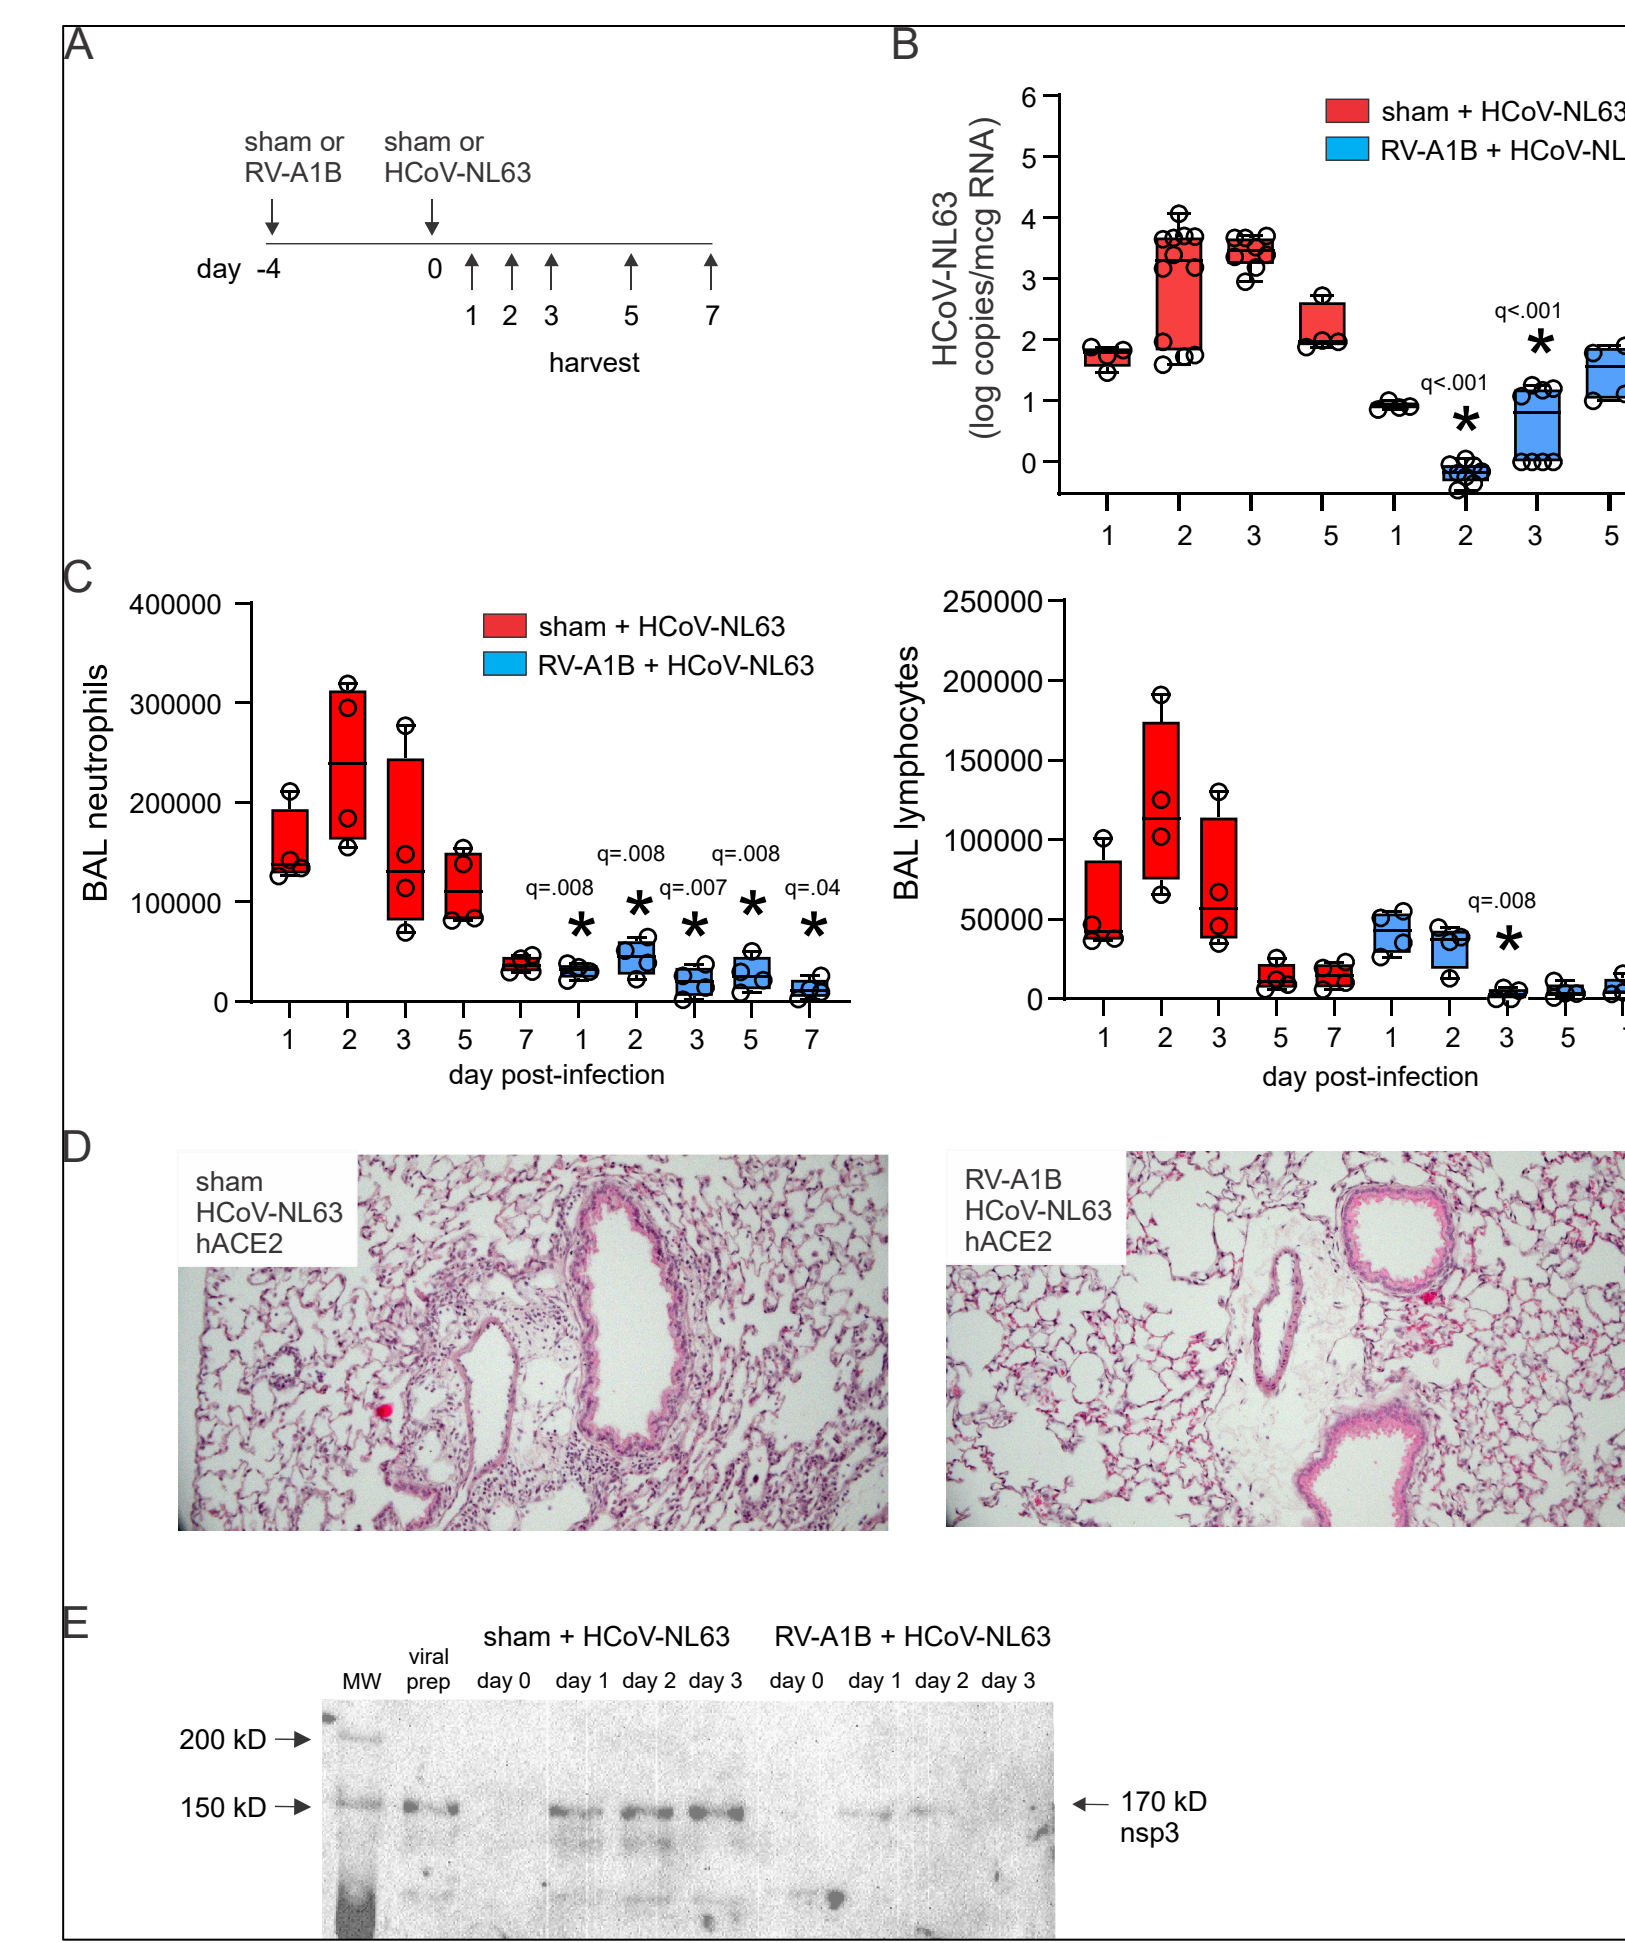 A
sham or
RV-A1B
sham or
HCoV-NL63
day -4 0
1 2 3 5 7
harvest
B
HCoV-NL63
(log copies/mcg RNA)
6
5
4
3
2
1
0
sham + HCoV-NL63
RV-A1B + HCoV-NL
q<.001
q<.001
*
*
1 2 3 5 1 2 3 5
C
BAL neutrophils
400000
300000
200000
100000
0
sham + HCoV-NL63
RV-A1B + HCoV-NL63
q=.008 q=.008
q=.008 q=.007 q=.04
* * * * *
1 2 3 5 7 1 2 3 5 7
day post-infection
BAL lymphocytes
250000
200000
150000
100000
50000
0
q=.008
*
1 2 3 5 7 1 2 3 5
day post-infection
D
sham
HCoV-NL63
hACE2
RV-A1B
HCoV-NL63
hACE2
E
sham + HCoV-NL63 RV-A1B + HCoV-NL63
MW viral prep day 0 day 1 day 2 day 3 day 0 day 1 day 2 day 3
200 kD
150 kD
170 kD
nsp3